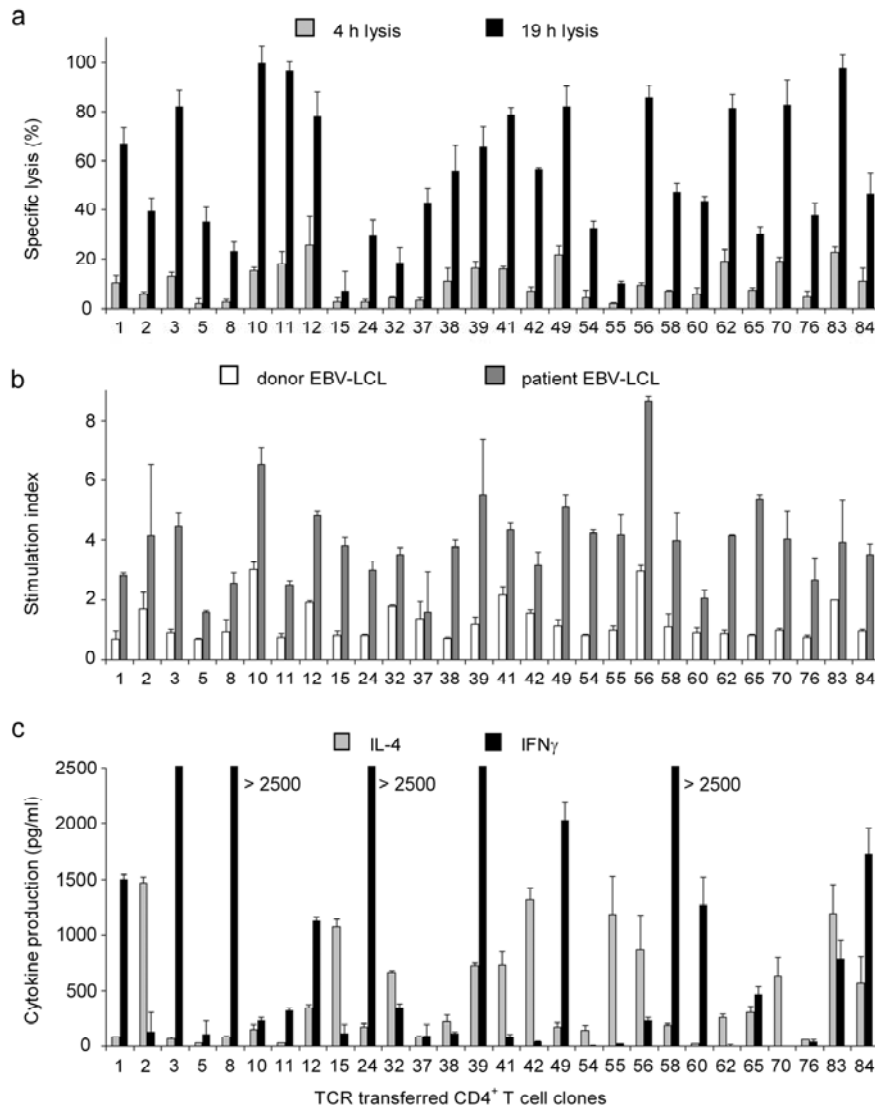 a
4 h lysis 19 h lysis
Specific lysis (%)
100
80
60
40
20
0
1 2 3 5 8 10 11 12 15 24 32 37 38 39 41 42 49 54 55 56 58 60 62 65 70 76 83 84
b
donor EBV-LCL patient EBV-LCL
Stimulation index
8
6
4
2
0
1 2 3 5 8 10 11 12 15 24 32 37 38 39 41 42 49 54 55 56 58 60 62 65 70 76 83 84
c
IL-4 IFNγ
Cytokine production (pg/ml)
2500
2000
1500
1000
500
0
> 2500 > 2500 > 2500
1 2 3 5 8 10 11 12 15 24 32 37 38 39 41 42 49 54 55 56 58 60 62 65 70 76 83 84
TCR transferred CD4⁺ T cell clones